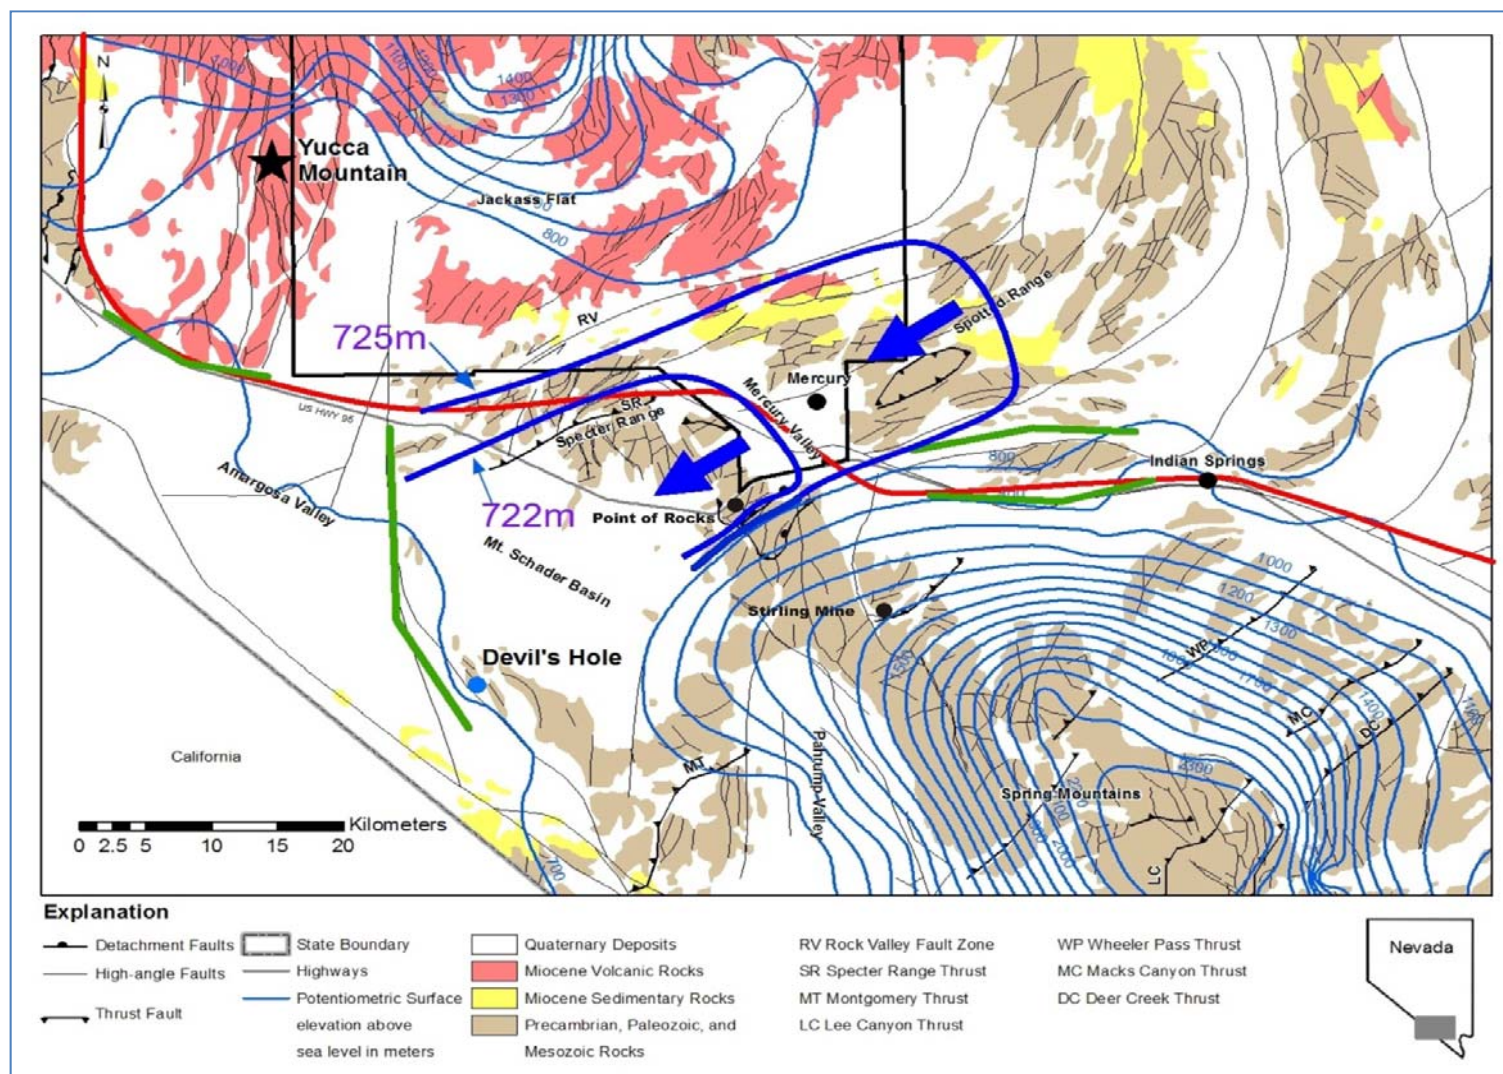 N
1000
1100
1400
1300
Yucca
Mountain
Jackass Flat
800
RV
725m
Spotted Range
Mercury
US HWY 95
SR
Specter Range
Mercury Valley
800
Indian Springs
Amargosa Valley
722m
Point of Rocks
Mt. Schader Basin
1000
1200
Stirling Mine
1300
1500
WP
Devil's Hole
1400
MC
DC
California
MT
Pahrump Valley
2300
Spring Mountains
2000
LC
700
Kilometers
0 2.5 5 10 15 20
Explanation
Detachment Faults
High-angle Faults
Thrust Fault
State Boundary
Highways
Potentiometric Surface
elevation above
sea level in meters
Quaternary Deposits
Miocene Volcanic Rocks
Miocene Sedimentary Rocks
Precambrian, Paleozoic, and
Mesozoic Rocks
RV Rock Valley Fault Zone
SR Specter Range Thrust
MT Montgomery Thrust
LC Lee Canyon Thrust
WP Wheeler Pass Thrust
MC Macks Canyon Thrust
DC Deer Creek Thrust
Nevada